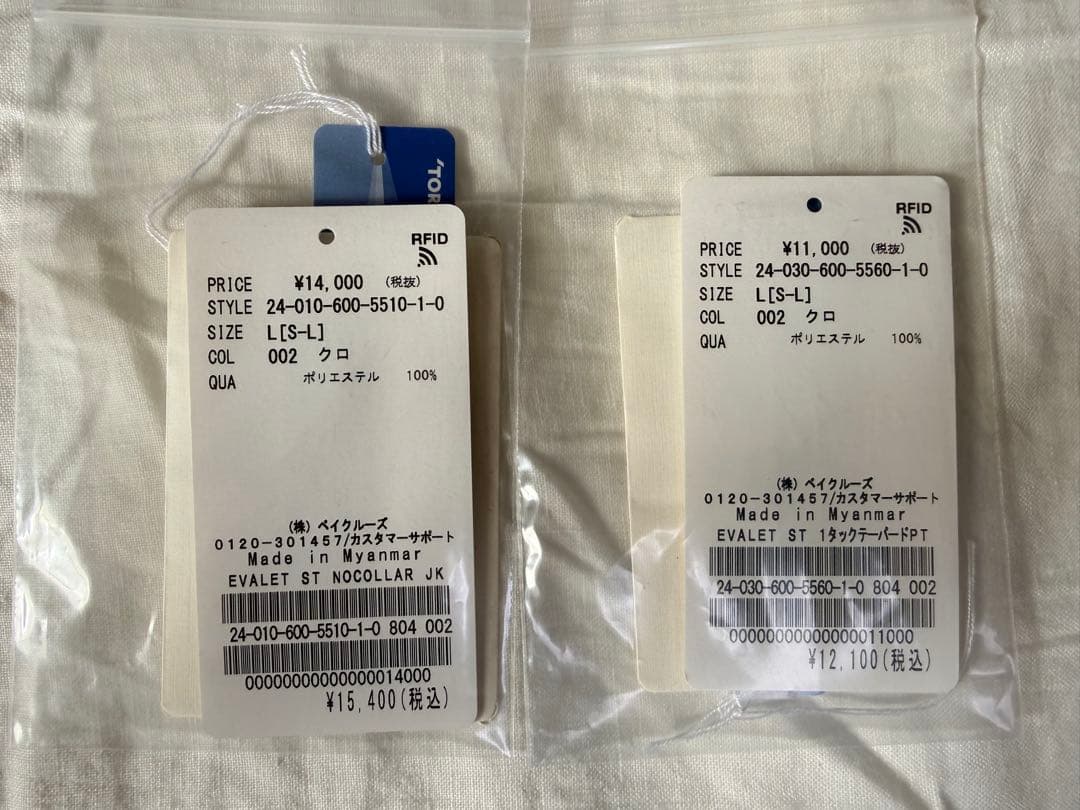 RFID
PRICE ¥14,000 (税抜)
STYLE 24-010-600-5510-1-0
SIZE L[S-L]
COL 002 クロ
QUA ポリエステル 100%
(株) ベイクルーズ
0120-301457/カスタマーサポート
Made in Myanmar
EVALET ST NOCOLLAR JK
24-010-600-5510-1-0 804 002
00000000000000014000
¥15,400(税込)
RFID
PRICE ¥11,000 (税抜)
STYLE 24-030-600-5560-1-0
SIZE L[S-L]
COL 002 クロ
QUA ポリエステル 100%
(株) ベイクルーズ
0120-301457/カスタマーサポート
Made in Myanmar
EVALET ST 1タックテーパードPT
24-030-600-5560-1-0 804 002
00000000000000011000
¥12,100(税込)